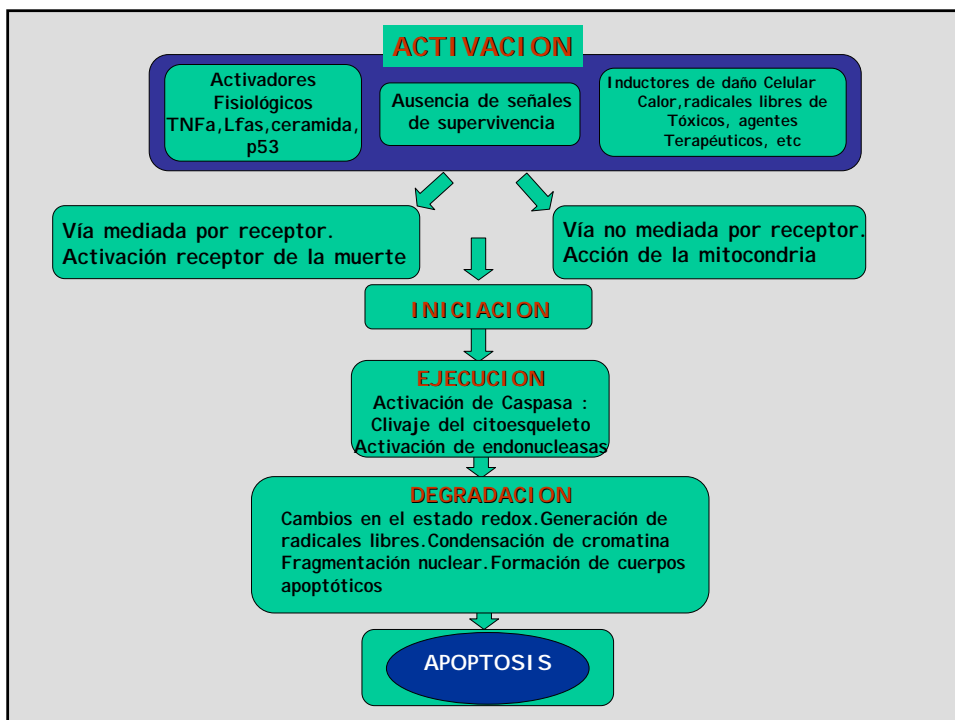 ACTIVACION
Activadores
Fisiológicos
TNFa,Lfas,ceramida,
p53
Ausencia de señales
de supervivencia
Inductores de daño Celular
Calor,radicales libres de
Tóxicos, agentes
Terapéuticos, etc
Vía mediada por receptor.
Activación receptor de la muerte
Vía no mediada por receptor.
Acción de la mitocondria
INICIACION
EJECUCION
Activación de Caspasa :
Clivaje del citoesqueleto
Activación de endonucleasas
DEGRADACION
Cambios en el estado redox.Generación de
radicales libres.Condensación de cromatina
Fragmentación nuclear.Formación de cuerpos
apoptóticos
APOPTOSIS